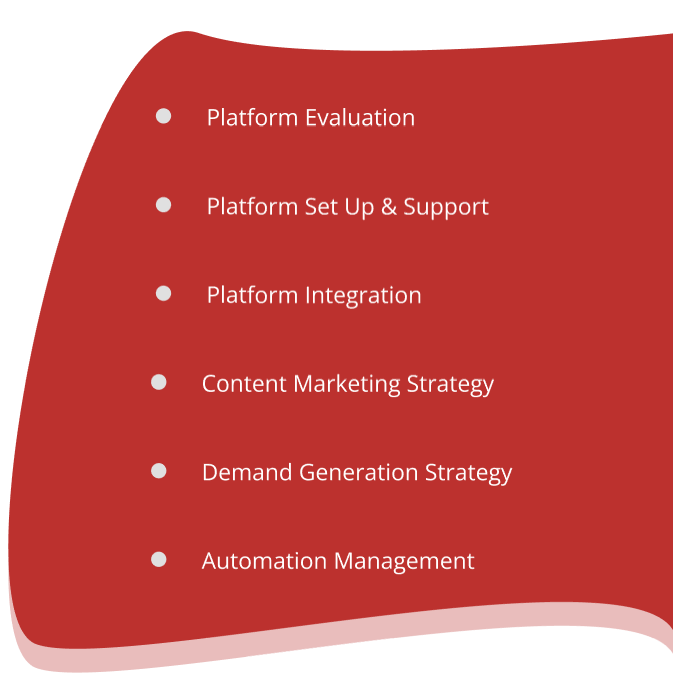 Platform Evaluation
Platform Set Up & Support
Platform Integration
Content Marketing Strategy
Demand Generation Strategy
Automation Management